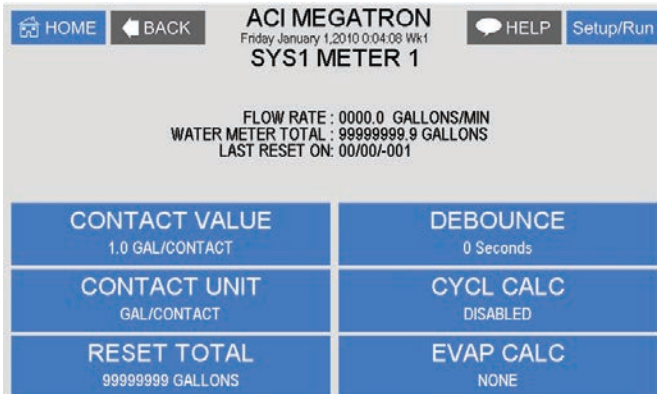 HOME
BACK
ACI MEGATRON
Friday January 1,2010 0:04:08 Wk1
SYS1 METER 1
HELP
Setup/Run
FLOW RATE : 0000.0 GALLONS/MIN
WATER METER TOTAL : 99999999.9 GALLONS
LAST RESET ON: 00/00/-001
CONTACT VALUE
1.0 GAL/CONTACT
DEBOUNCE
0 Seconds
CONTACT UNIT
GAL/CONTACT
CYCL CALC
DISABLED
RESET TOTAL
99999999 GALLONS
EVAP CALC
NONE